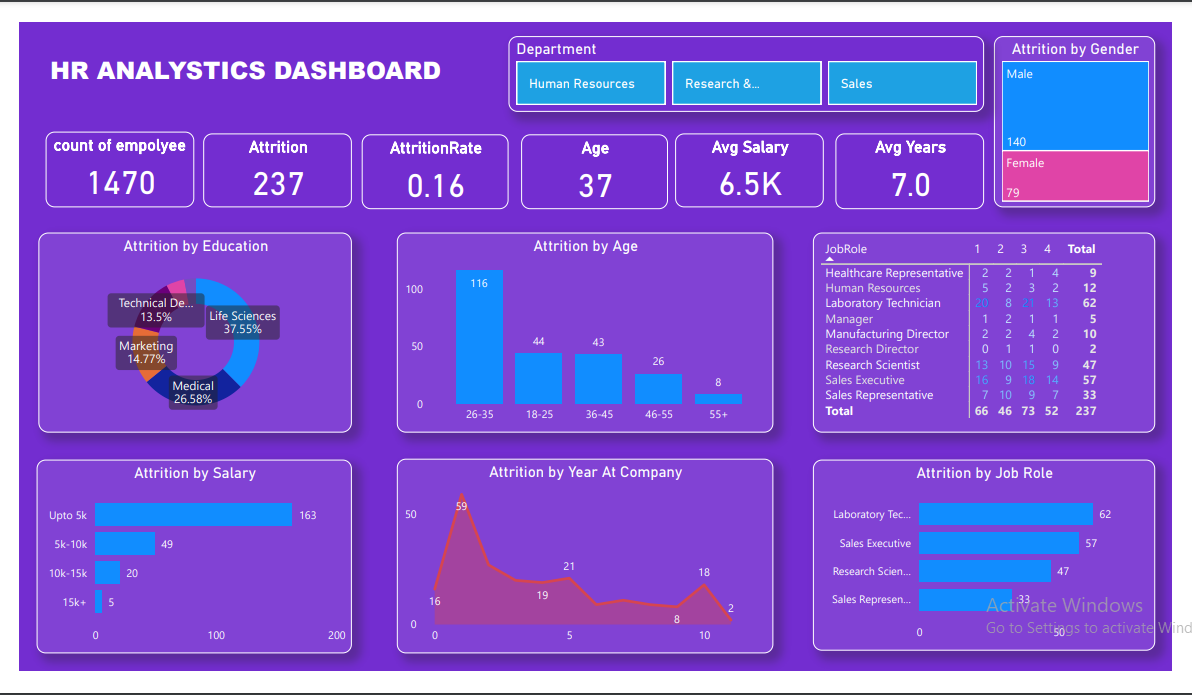 HR ANALYSTICS DASHBOARD
Department
Human Resources
Research &...
Sales
Attrition by Gender
Male
140
Female
79
count of empolyee
1470
Attrition
237
AttritionRate
0.16
Age
37
Avg Salary
6.5K
Avg Years
7.0
Attrition by Education
Technical De...
13.5%
Life Sciences
37.55%
Marketing
14.77%
Medical
26.58%
Attrition by Age
100
50
0
116
44
43
26
8
26-35 18-25 36-45 46-55 55+
JobRole 1 2 3 4 Total
Healthcare Representative 2 2 1 4 9
Human Resources 5 2 3 2 12
Laboratory Technician 20 8 21 13 62
Manager 1 2 1 1 5
Manufacturing Director 2 2 4 2 10
Research Director 0 1 1 0 2
Research Scientist 13 10 15 9 47
Sales Executive 16 9 18 14 57
Sales Representative 7 10 9 7 33
Total 66 46 73 52 237
Attrition by Salary
Upto 5k 163
5k-10k 49
10k-15k 20
15k+ 5
0 100 200
Attrition by Year At Company
50
0
59
16
19
21
8
18
2
0 5 10
Attrition by Job Role
Laboratory Tec... 62
Sales Executive 57
Research Scien... 47
Sales Represen... 33
0 50
Activate Windows
Go to Settings to activate Wind